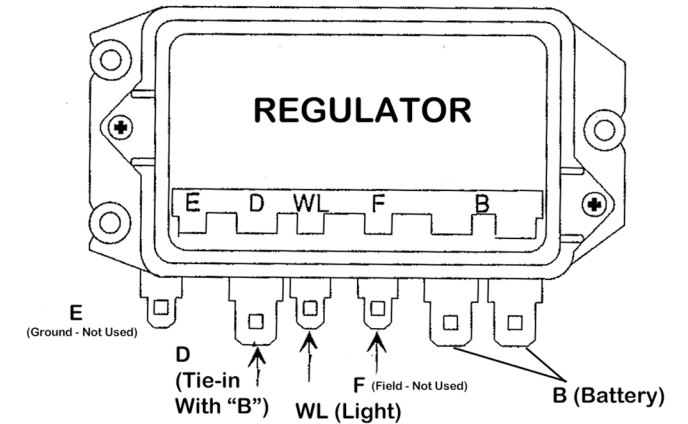 REGULATOR
E D WL F B
E
(Ground - Not Used)
D
(Tie-in
With “B”)
WL (Light)
F (Field - Not Used)
B (Battery)